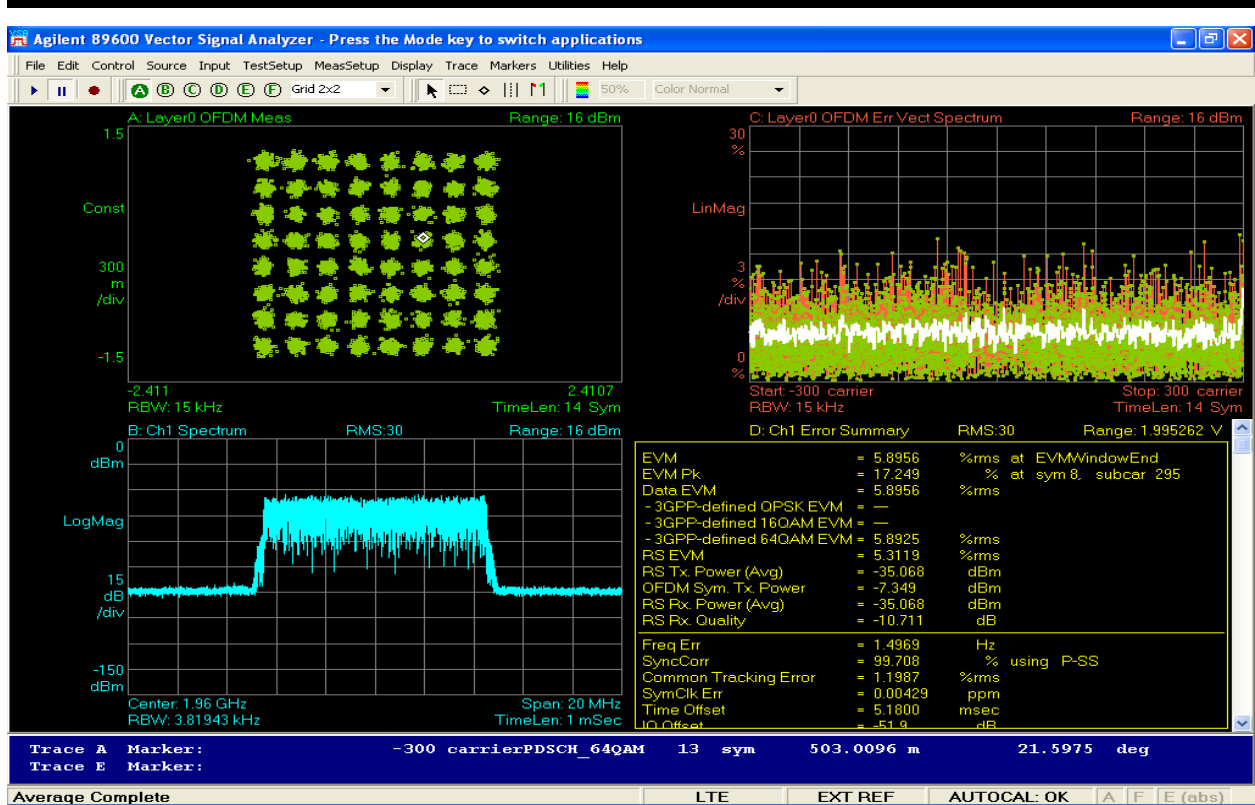 Agilent 89600 Vector Signal Analyzer - Press the Mode key to switch applications
File Edit Control Source Input TestSetup MeasSetup Display Trace Markers Utilities Help
A B C D E F Grid 2x2 50% Color Normal
A: Layer0 OFDM Meas Range: 16 dBm
1.5
Const
300
m
/div
-1.5
-2.411 2.4107
RBW: 15 kHz TimeLen: 14 Sym
C: Layer0 OFDM Err Vect Spectrum Range: 16 dBm
30
%
LinMag
3
%
/div
0
%
Start: -300 carrier Stop: 300 carrier
RBW: 15 kHz TimeLen: 14 Sym
B: Ch1 Spectrum RMS:30 Range: 16 dBm
0
dBm
LogMag
15
dB
/div
-150
dBm
Center: 1.96 GHz Span: 20 MHz
RBW: 3.81943 kHz TimeLen: 1 mSec
D: Ch1 Error Summary RMS:30 Range: 1.995262 V
EVM = 5.8956 %rms at EVMWindowEnd
EVM Pk = 17.249 % at sym 8, subcar 295
Data EVM = 5.8956 %rms
- 3GPP-defined QPSK EVM = —
- 3GPP-defined 16QAM EVM = —
- 3GPP-defined 64QAM EVM = 5.8925 %rms
RS EVM = 5.3119 %rms
RS Tx. Power (Avg) = -35.068 dBm
OFDM Sym. Tx. Power = -7.349 dBm
RS Rx. Power (Avg) = -35.068 dBm
RS Rx. Quality = -10.711 dB
Freq Err = 1.4969 Hz
SyncCorr = 99.708 % using P-SS
Common Tracking Error = 1.1987 %rms
SymClk Err = 0.00429 ppm
Time Offset = 5.1800 msec
IQ Offset = -51.9 dB
Trace A Marker: -300 carrierPDSCH_64QAM 13 sym 503.0096 m 21.5975 deg
Trace E Marker:
Average Complete LTE EXT REF AUTOCAL: OK A F E (abs)